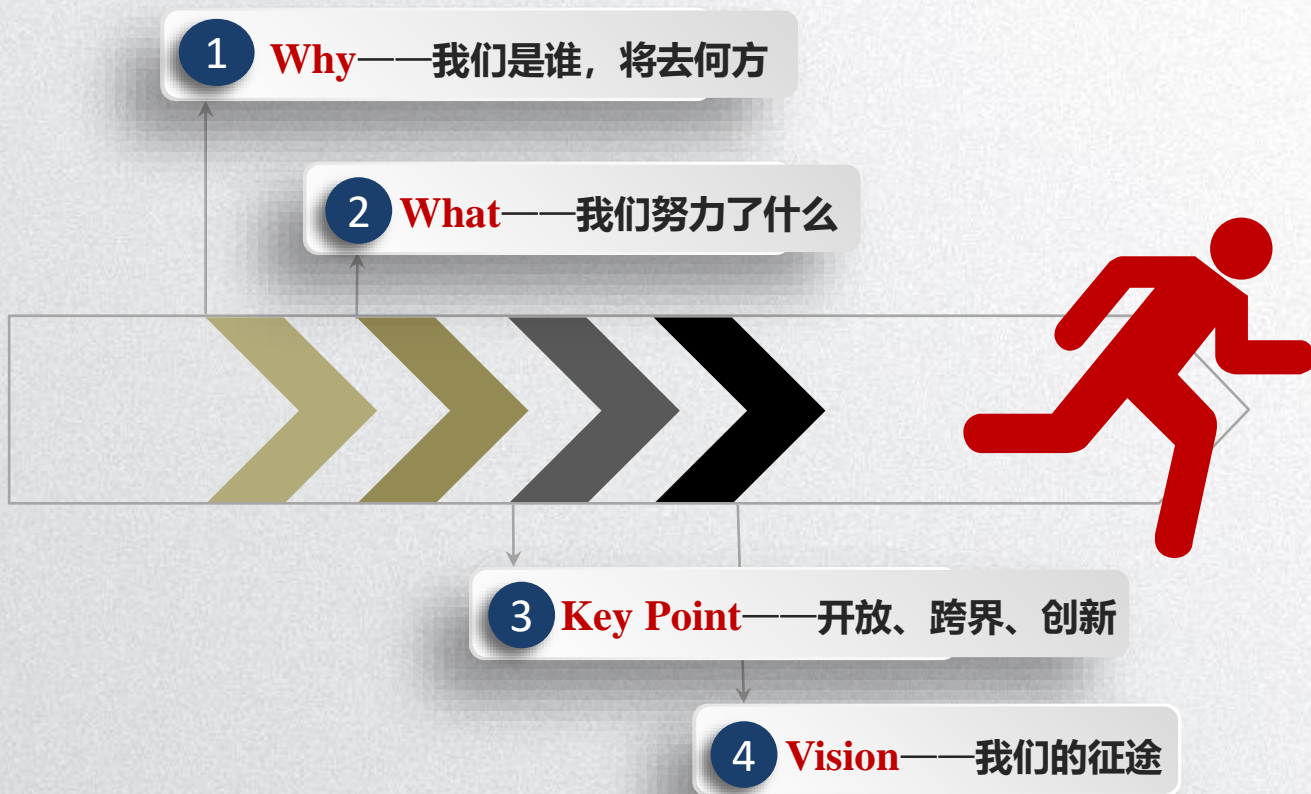 1 Why——我们是谁，将去何方
2 What——我们努力了什么
3 Key Point——开放、跨界、创新
4 Vision——我们的征途